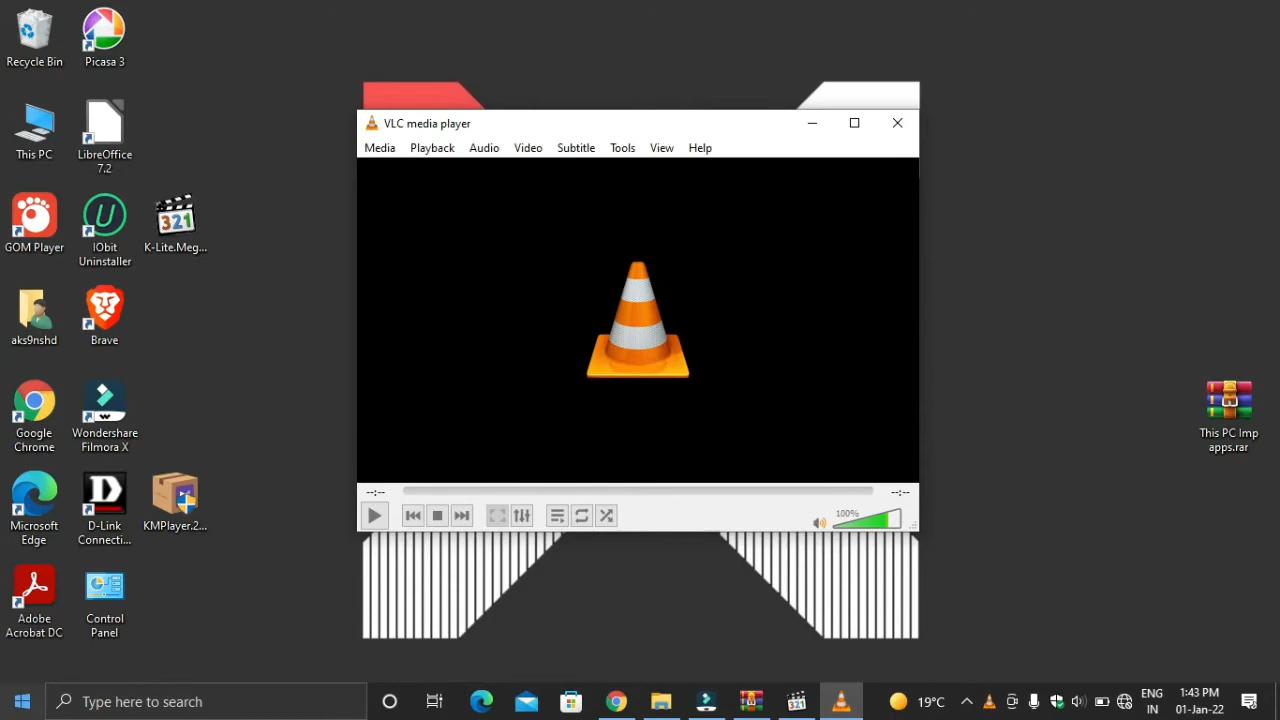 Recycle Bin
Picasa 3
This PC
LibreOffice
7.2
GOM Player
IObit
Uninstaller
321
K-Lite.Meg...
aks9nshd
Brave
Google
Chrome
Wondershare
Filmora X
Microsoft
Edge
D-Link
Connecti...
KMPlayer.2...
Adobe
Acrobat DC
Control
Panel
VLC media player
Media Playback Audio Video Subtitle Tools View Help
--:-- --:--
100%
This PC Imp
apps.rar
Type here to search
321
19°C
ENG
IN
1:43 PM
01-Jan-22